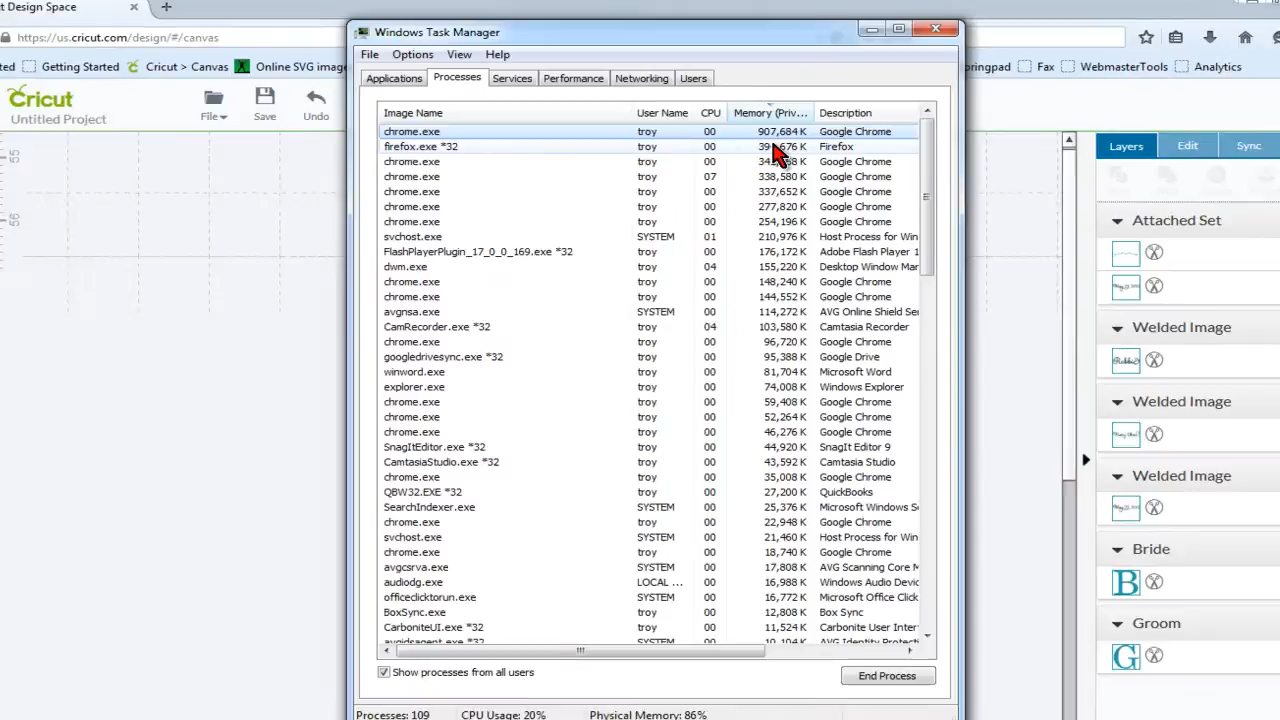 t Design Space
https://us.cricut.com/design/#/canvas
ted Getting Started Cricut > Canvas Online SVG image
pringpad Fax WebmasterTools Analytics
Cricut
Untitled Project
File Save Undo
55
56
Windows Task Manager
File Options View Help
Applications Processes Services Performance Networking Users
Image Name User Name CPU Memory (Priv... Description
chrome.exe troy 00 907,684 K Google Chrome
firefox.exe *32 troy 00 676 K Firefox
chrome.exe troy 00 K Google Chrome
chrome.exe troy 07 338,580 K Google Chrome
chrome.exe troy 00 337,652 K Google Chrome
chrome.exe troy 00 277,820 K Google Chrome
chrome.exe troy 00 254,196 K Google Chrome
svchost.exe SYSTEM 01 210,976 K Host Process for Win
FlashPlayerPlugin_17_0_0_169.exe *32 troy 00 176,172 K Adobe Flash Player 1
dwm.exe troy 04 155,220 K Desktop Window Mar
chrome.exe troy 00 148,240 K Google Chrome
chrome.exe troy 00 144,552 K Google Chrome
avgnsa.exe SYSTEM 00 114,272 K AVG Online Shield Ser
CamRecorder.exe *32 troy 04 103,580 K Camtasia Recorder
chrome.exe troy 00 96,720 K Google Chrome
googledrivesync.exe *32 troy 00 95,388 K Google Drive
winword.exe troy 00 81,704 K Microsoft Word
explorer.exe troy 00 74,008 K Windows Explorer
chrome.exe troy 00 59,408 K Google Chrome
chrome.exe troy 00 52,264 K Google Chrome
chrome.exe troy 00 46,276 K Google Chrome
SnagItEditor.exe *32 troy 00 44,920 K SnagIt Editor 9
CamtasiaStudio.exe *32 troy 00 43,592 K Camtasia Studio
chrome.exe troy 00 35,008 K Google Chrome
QBW32.EXE *32 troy 00 27,200 K QuickBooks
SearchIndexer.exe SYSTEM 00 25,376 K Microsoft Windows S
chrome.exe troy 00 22,948 K Google Chrome
svchost.exe SYSTEM 00 21,460 K Host Process for Win
chrome.exe troy 00 18,740 K Google Chrome
avgcsrva.exe SYSTEM 00 17,808 K AVG Scanning Core M
audiodg.exe LOCAL ... 00 16,988 K Windows Audio Devic
officeclicktorun.exe SYSTEM 00 16,772 K Microsoft Office Click
BoxSync.exe troy 00 12,808 K Box Sync
CarboniteUI.exe *32 troy 00 11,524 K Carbonite User Inter
avgidsagent.exe *32 SYSTEM 00 10,104 K AVG Identity Protecti
Show processes from all users
End Process
Processes: 109 CPU Usage: 20% Physical Memory: 86%
Layers Edit Sync
Attached Set
Welded Image
Welded Image
Welded Image
Bride
B
Groom
G